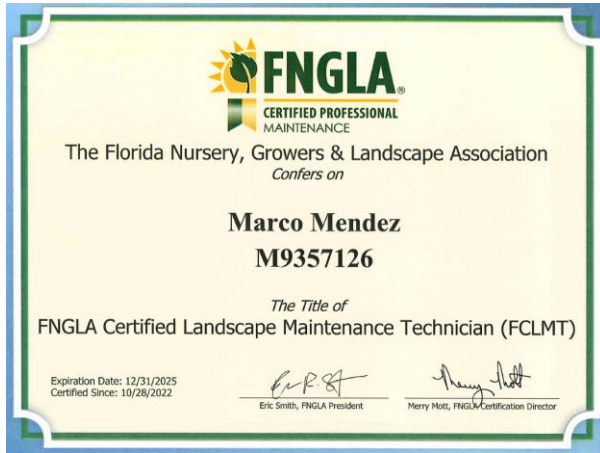 FNGLA®
CERTIFIED PROFESSIONAL
MAINTENANCE
The Florida Nursery, Growers & Landscape Association
Confers on
Marco Mendez
M9357126
The Title of
FNGLA Certified Landscape Maintenance Technician (FCLMT)
Expiration Date: 12/31/2025
Certified Since: 10/28/2022
Eric Smith, FNGLA President
Merry Mott, FNGLA Certification Director